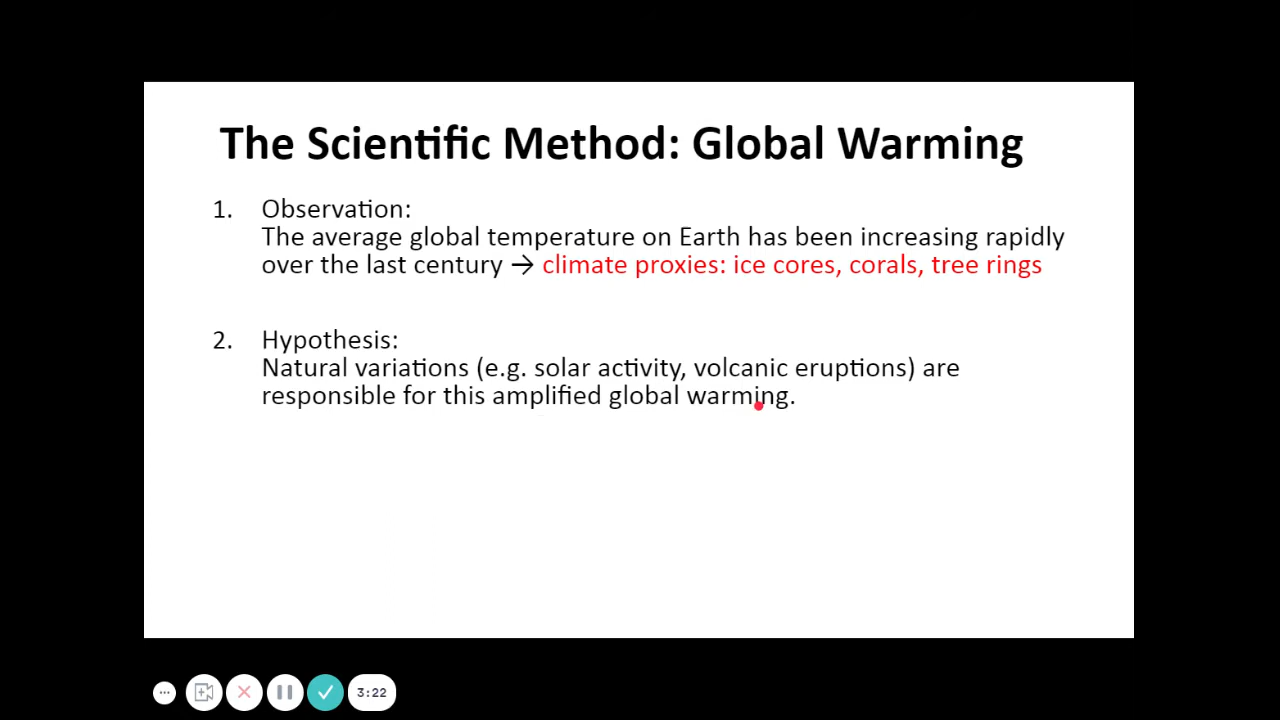 The Scientific Method: Global Warming
1. Observation:
The average global temperature on Earth has been increasing rapidly
over the last century → climate proxies: ice cores, corals, tree rings
2. Hypothesis:
Natural variations (e.g. solar activity, volcanic eruptions) are
responsible for this amplified global warming.
3:22